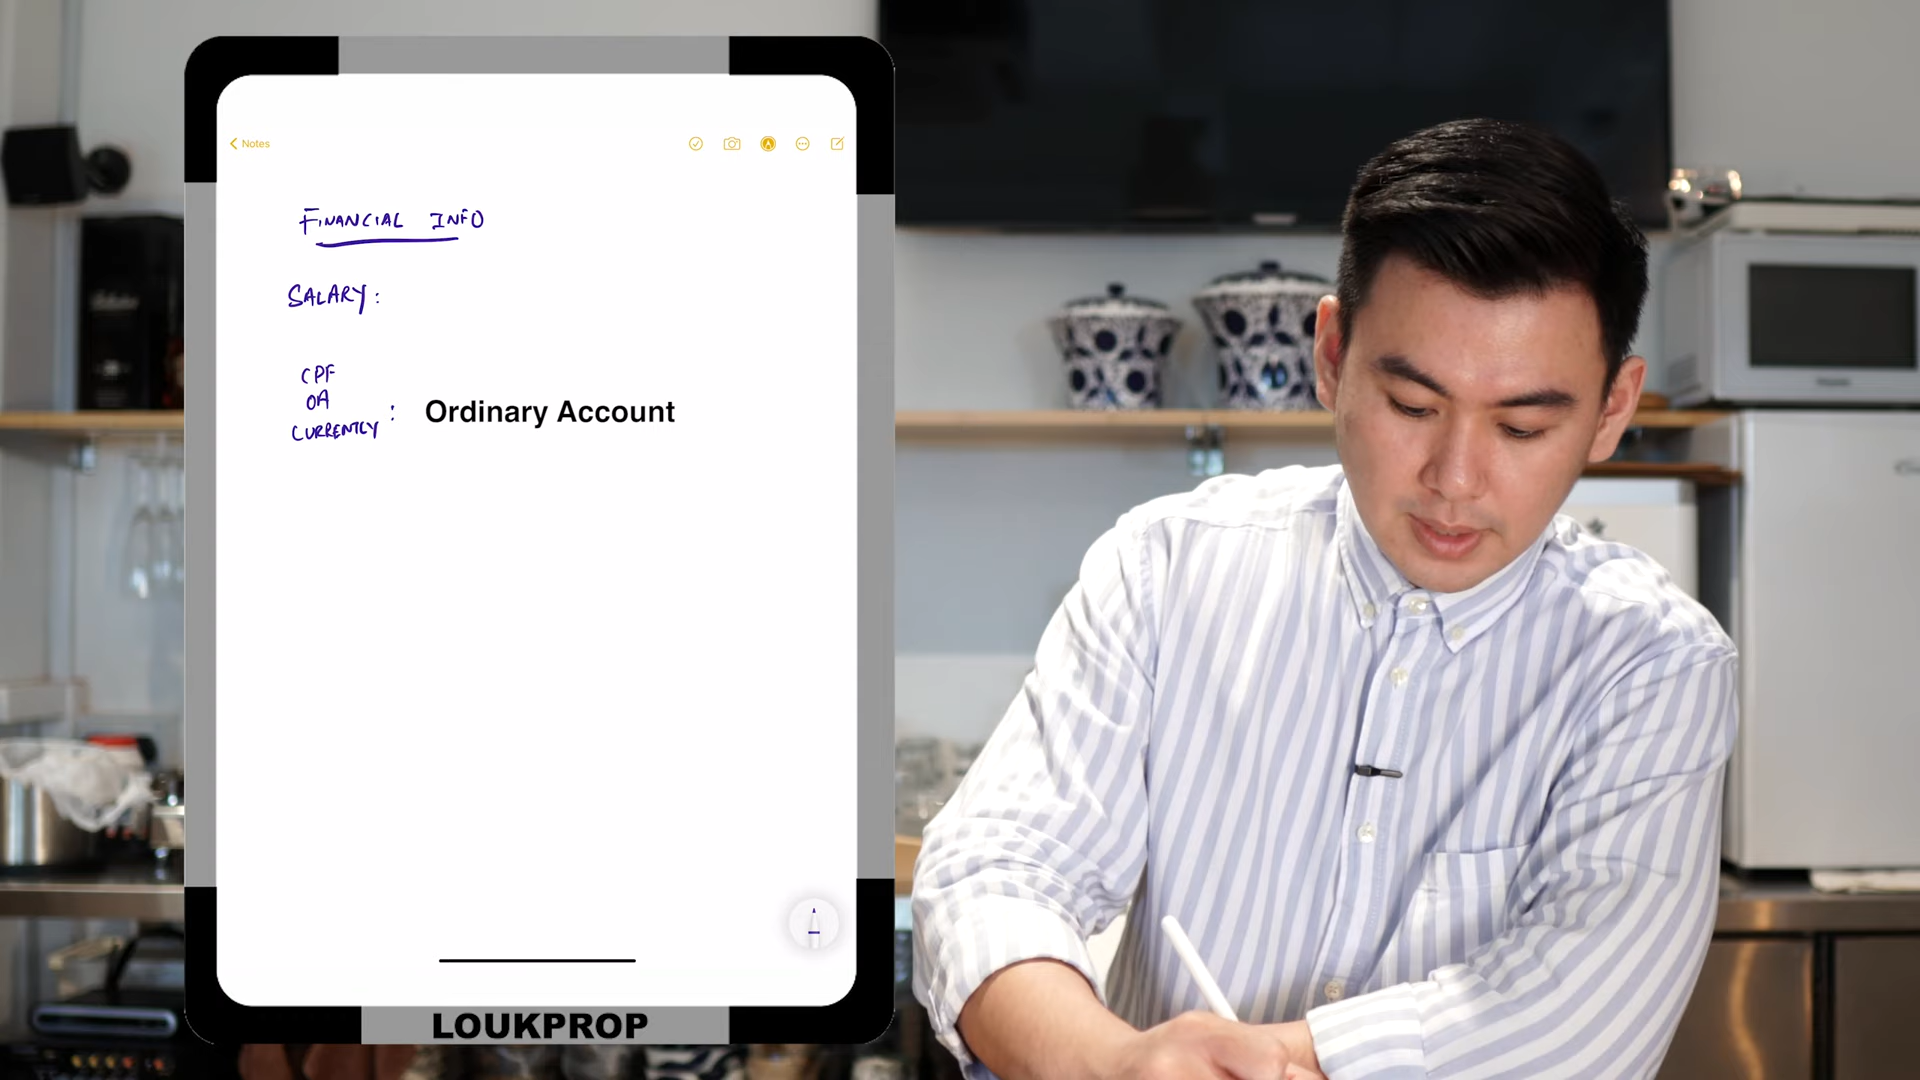 Notes
FINANCIAL INFO
SALARY:
CPF
OA
CURRENTLY : Ordinary Account
LOUKPROP